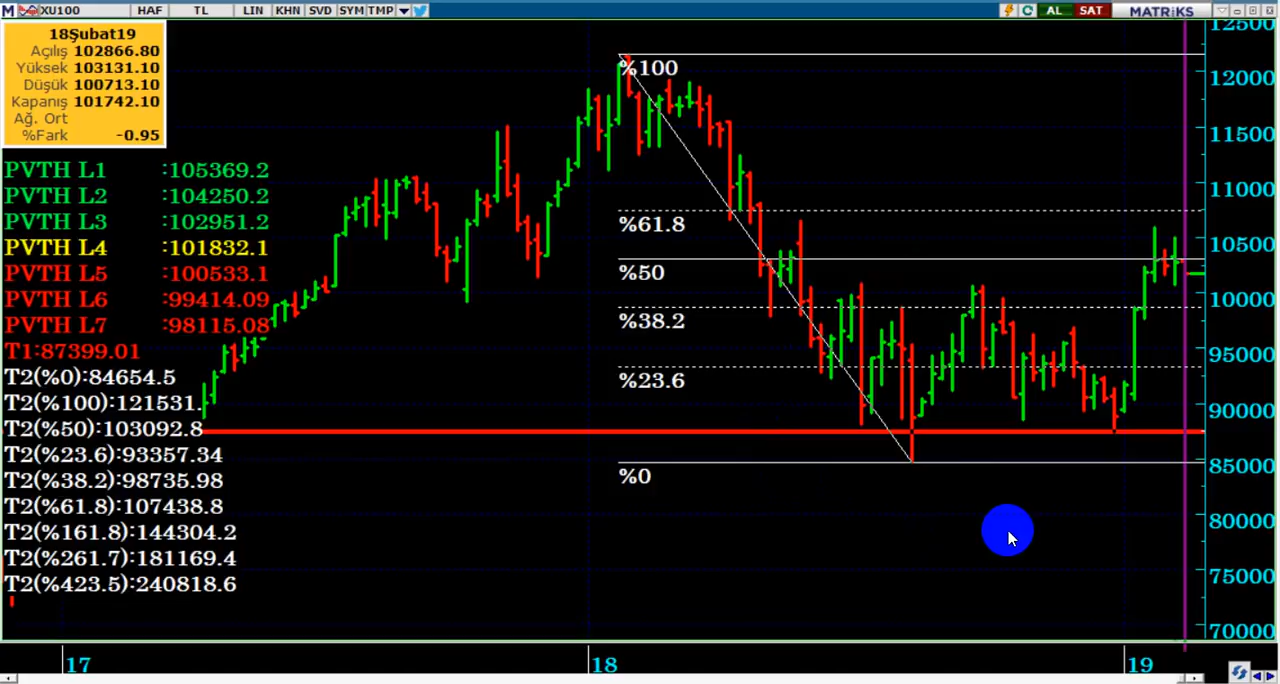 M XU100 HAF TL LIN KHN SVD SYM TMP AL SAT MATRiKS
18Şubat19
Açılış 102866.80
Yüksek 103131.10
Düşük 100713.10
Kapanış 101742.10
Ağ. Ort
%Fark -0.95
PVTH L1 :105369.2
PVTH L2 :104250.2
PVTH L3 :102951.2
PVTH L4 :101832.1
PVTH L5 :100533.1
PVTH L6 :99414.09
PVTH L7 :98115.08
T1:87399.01
T2(%0):84654.5
T2(%100):121531.
T2(%50):103092.8
T2(%23.6):93357.34
T2(%38.2):98735.98
T2(%61.8):107438.8
T2(%161.8):144304.2
T2(%261.7):181169.4
T2(%423.5):240818.6
%100
%61.8
%50
%38.2
%23.6
%0
12500
12000
11500
11000
10500
10000
95000
90000
85000
80000
75000
70000
17 18 19